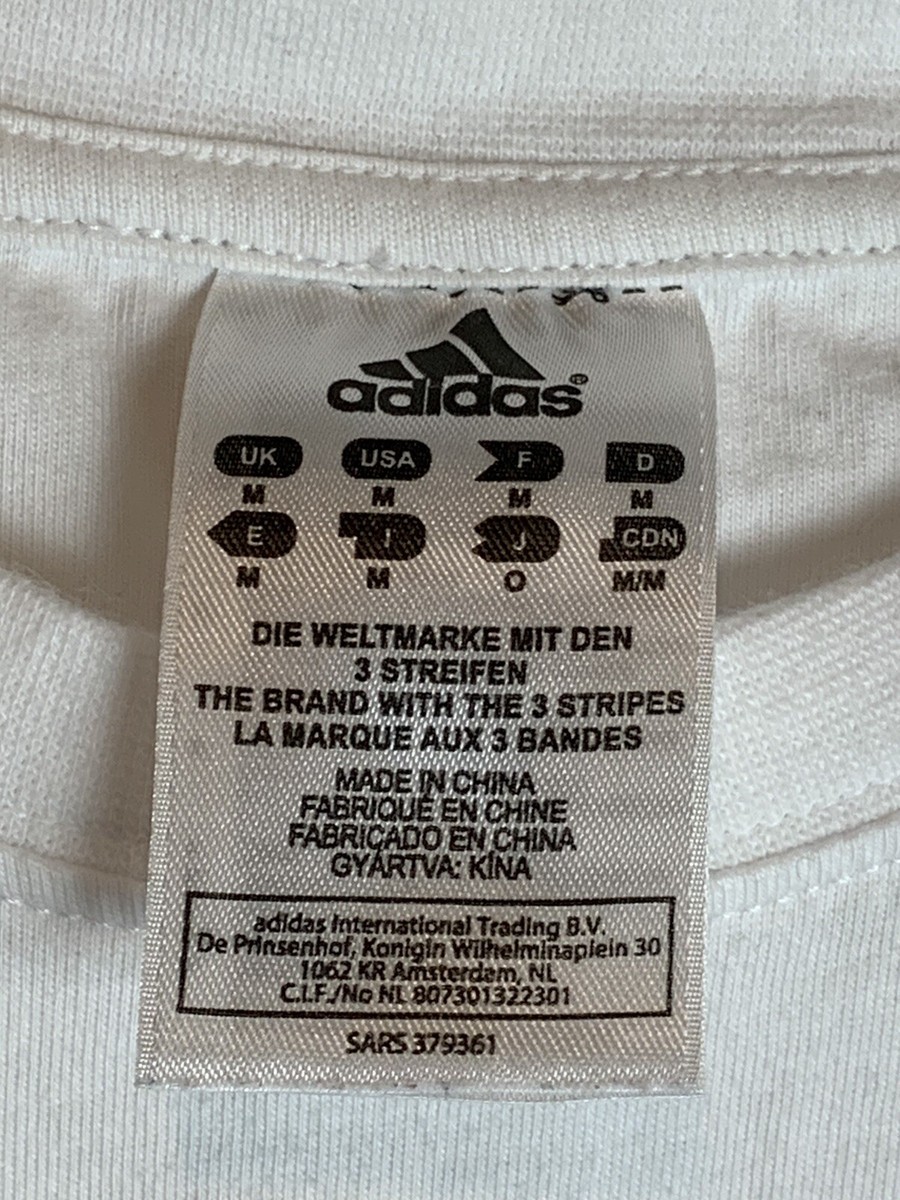 adidas®
UK USA F D
M M M M
E I J CDN
M M O M/M
DIE WELTMARKE MIT DEN
3 STREIFEN
THE BRAND WITH THE 3 STRIPES
LA MARQUE AUX 3 BANDES
MADE IN CHINA
FABRIQUÉ EN CHINE
FABRICADO EN CHINA
GYÁRTVA: KÍNA
adidas International Trading B.V.
De Prinsenhof, Konigin Wilhelminaplein 30
1062 KR Amsterdam, NL
C.I.F./No NL 807301322301
SARS 379361